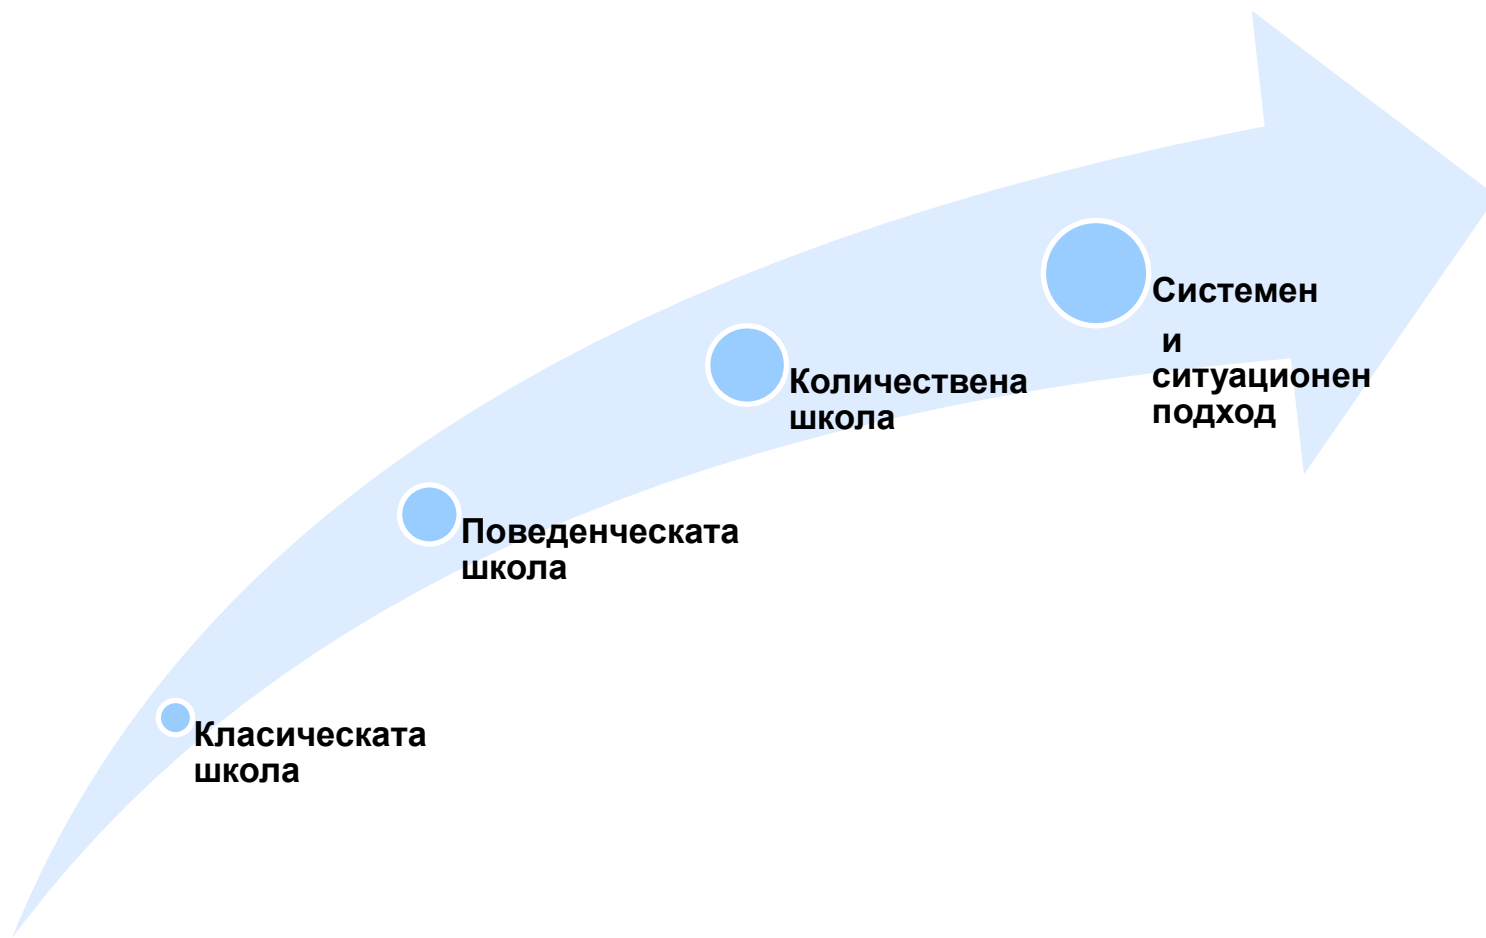 Класическата
школа
Поведенческата
школа
Количествена
школа
Системен
и
ситуационен
подход